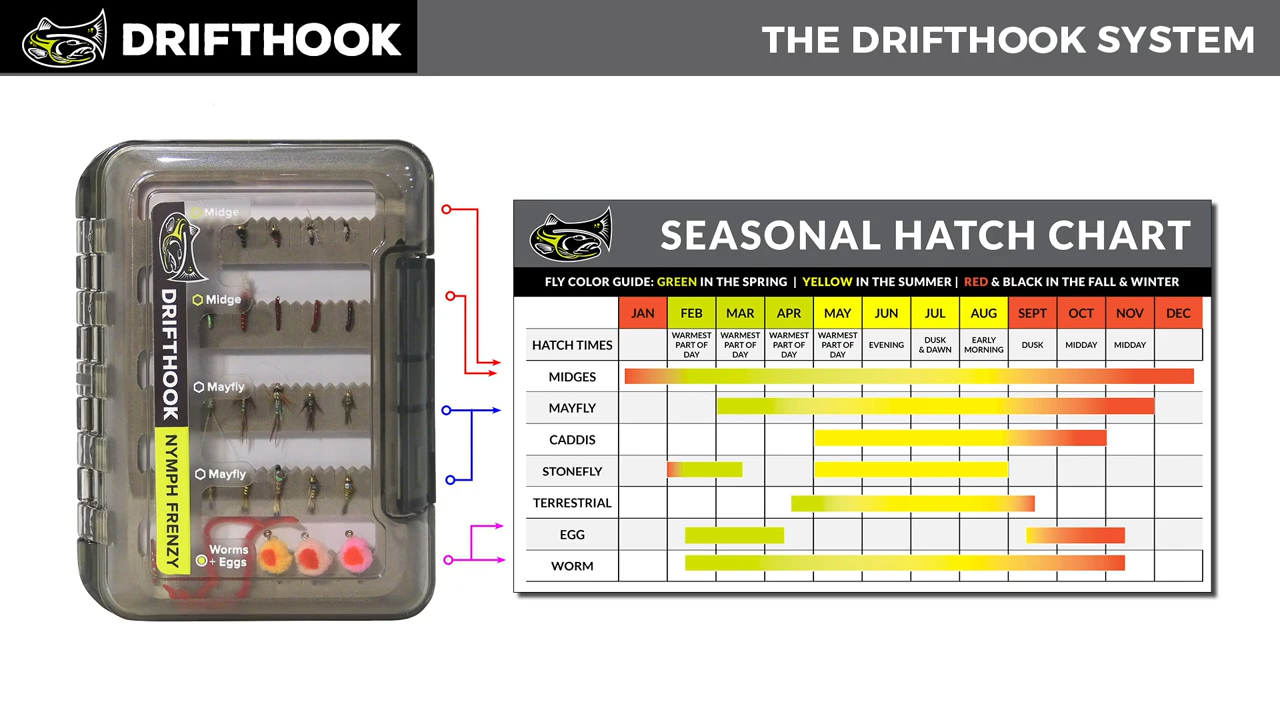 DRIFTHOOK
THE DRIFTHOOK SYSTEM
Midge
Midge
Mayfly
Mayfly
Worms
+ Eggs
DRIFTHOOK
NYMPH FRENZY
SEASONAL HATCH CHART
FLY COLOR GUIDE: GREEN IN THE SPRING | YELLOW IN THE SUMMER | RED & BLACK IN THE FALL & WINTER
JAN FEB MAR APR MAY JUN JUL AUG SEPT OCT NOV DEC
HATCH TIMES
WARMEST PART OF DAY
WARMEST PART OF DAY
WARMEST PART OF DAY
WARMEST PART OF DAY
EVENING
DUSK & DAWN
EARLY MORNING
DUSK
MIDDAY
MIDDAY
MIDGES
MAYFLY
CADDIS
STONEFLY
TERRESTRIAL
EGG
WORM